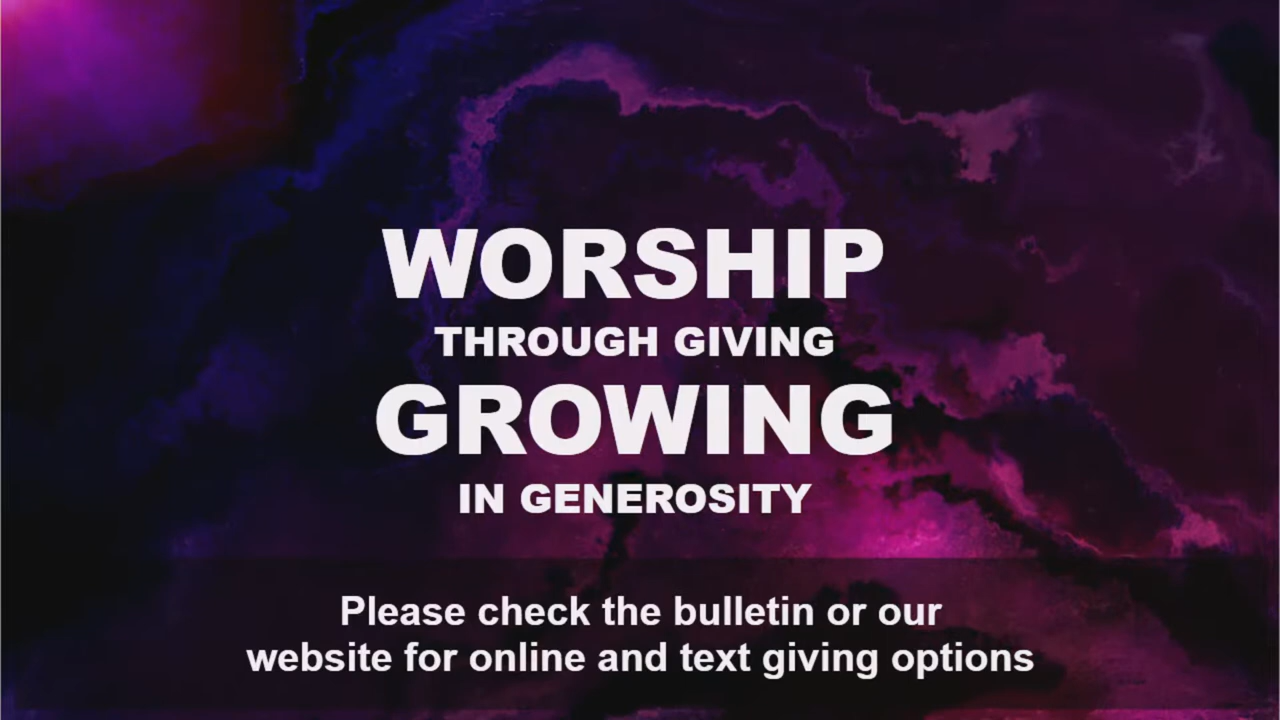 WORSHIP
THROUGH GIVING
GROWING
IN GENEROSITY
Please check the bulletin or our
website for online and text giving options